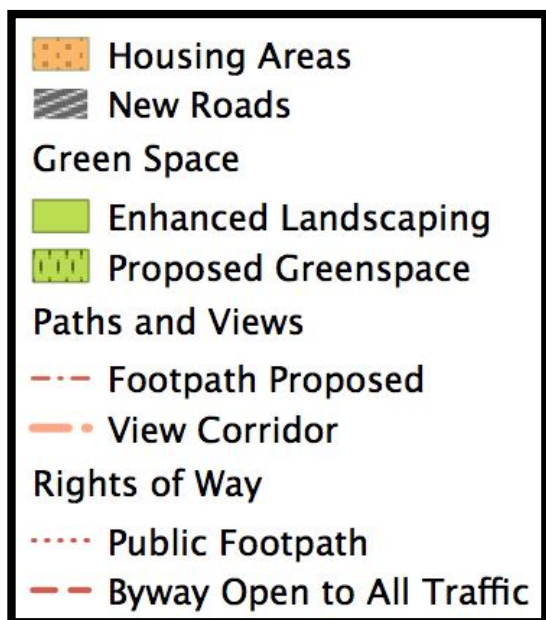 Housing Areas
New Roads
Green Space
Enhanced Landscaping
Proposed Greenspace
Paths and Views
Footpath Proposed
View Corridor
Rights of Way
Public Footpath
Byway Open to All Traffic